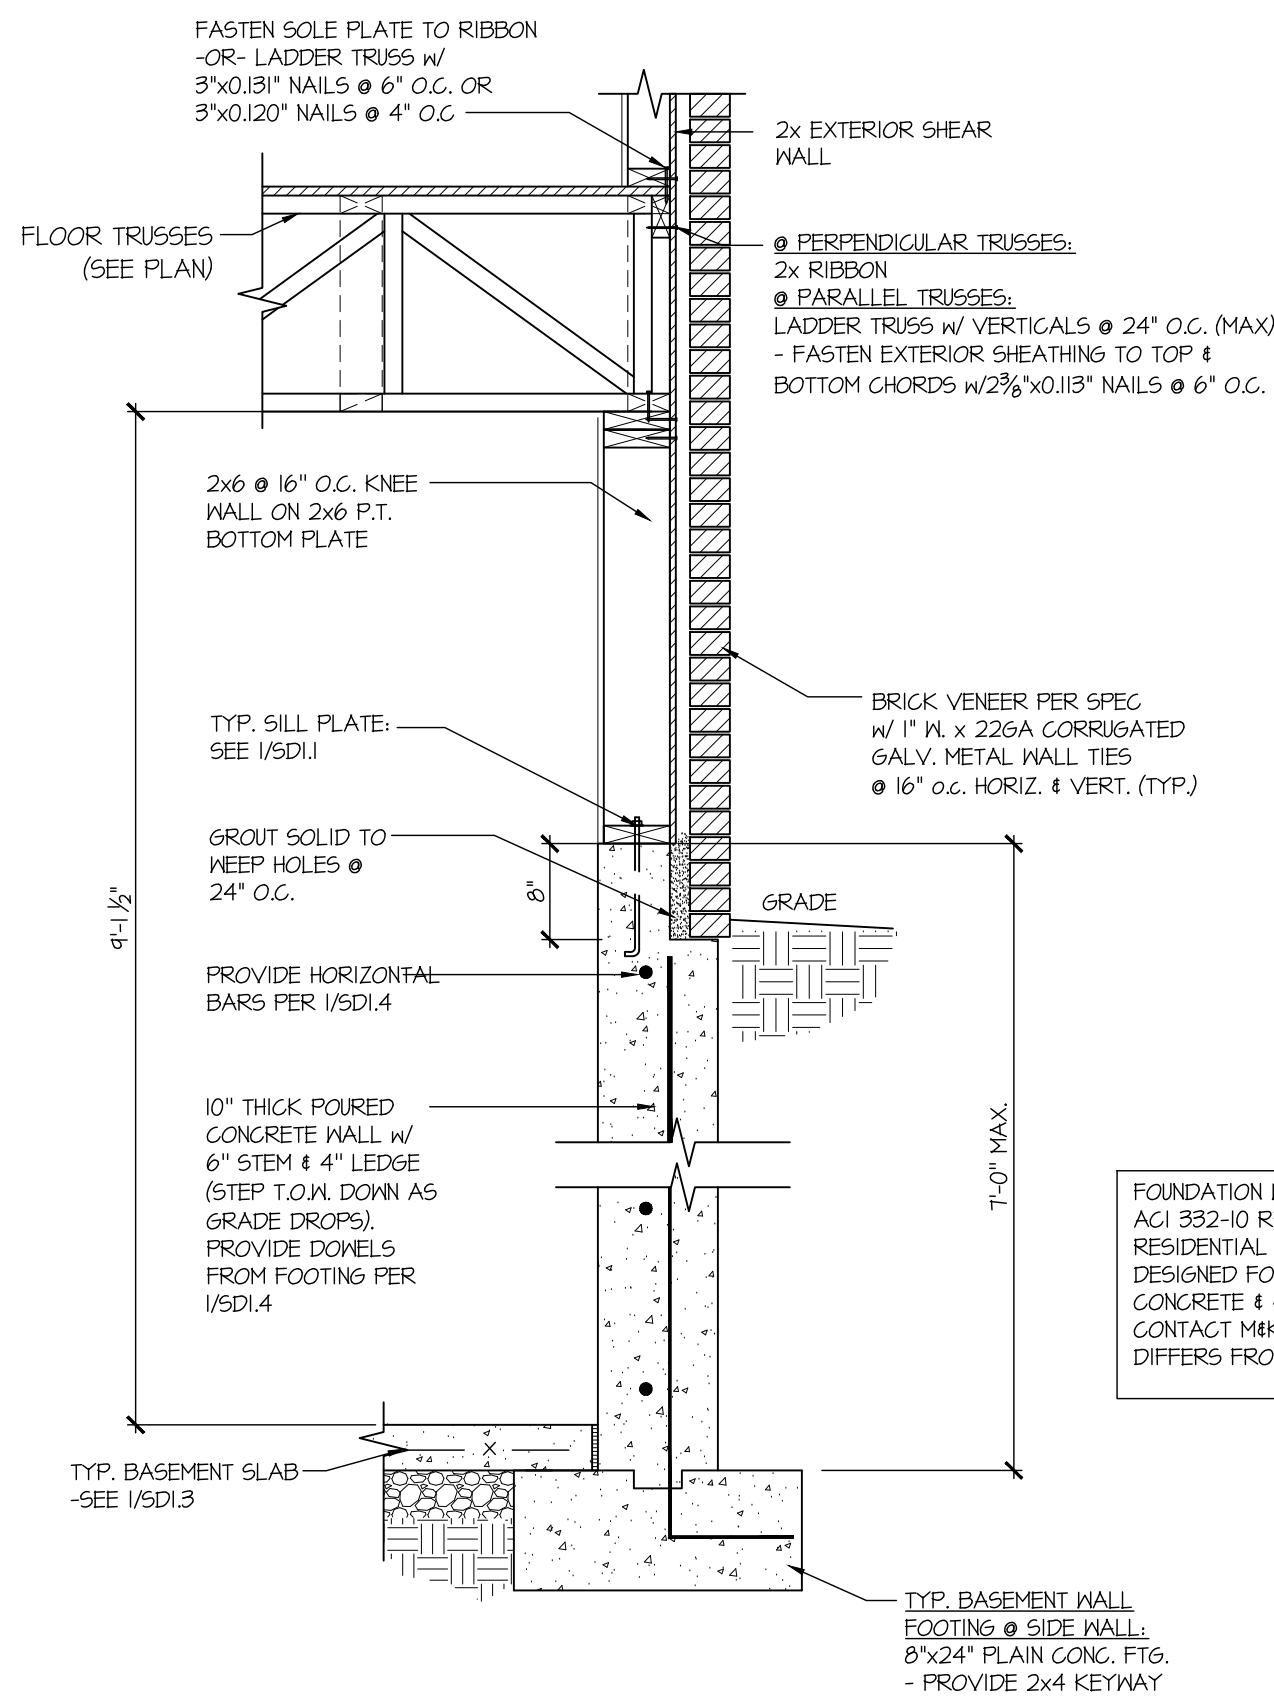 FASTEN SOLE PLATE TO RIBBON
-OR- LADDER TRUSS w/
3"x0.131" NAILS @ 6" O.C. OR
3"x0.120" NAILS @ 4" O.C
2x EXTERIOR SHEAR
WALL
FLOOR TRUSSES
(SEE PLAN)
@ PERPENDICULAR TRUSSES:
2x RIBBON
@ PARALLEL TRUSSES:
LADDER TRUSS w/ VERTICALS @ 24" O.C. (MAX)
- FASTEN EXTERIOR SHEATHING TO TOP &
BOTTOM CHORDS w/2⅜"x0.113" NAILS @ 6" O.C.
2x6 @ 16" O.C. KNEE
WALL ON 2x6 P.T.
BOTTOM PLATE
BRICK VENEER PER SPEC
w/ 1" W. x 22GA CORRUGATED
GALV. METAL WALL TIES
@ 16" o.c. HORIZ. & VERT. (TYP.)
TYP. SILL PLATE:
SEE 1/SD1.1
GROUT SOLID TO
WEEP HOLES @
24" O.C.
8"
9'-1 ½"
GRADE
PROVIDE HORIZONTAL
BARS PER 1/SD1.4
10" THICK POURED
CONCRETE WALL w/
6" STEM & 4" LEDGE
(STEP T.O.W. DOWN AS
GRADE DROPS).
PROVIDE DOWELS
FROM FOOTING PER
1/SD1.4
7'-0" MAX.
FOUNDATION
ACI 332-10 R
RESIDENTIAL
DESIGNED FO
CONCRETE &
CONTACT M&K
DIFFERS FRO
X
TYP. BASEMENT SLAB
-SEE 1/SD1.3
TYP. BASEMENT WALL
FOOTING @ SIDE WALL:
8"x24" PLAIN CONC. FTG.
- PROVIDE 2x4 KEYWAY